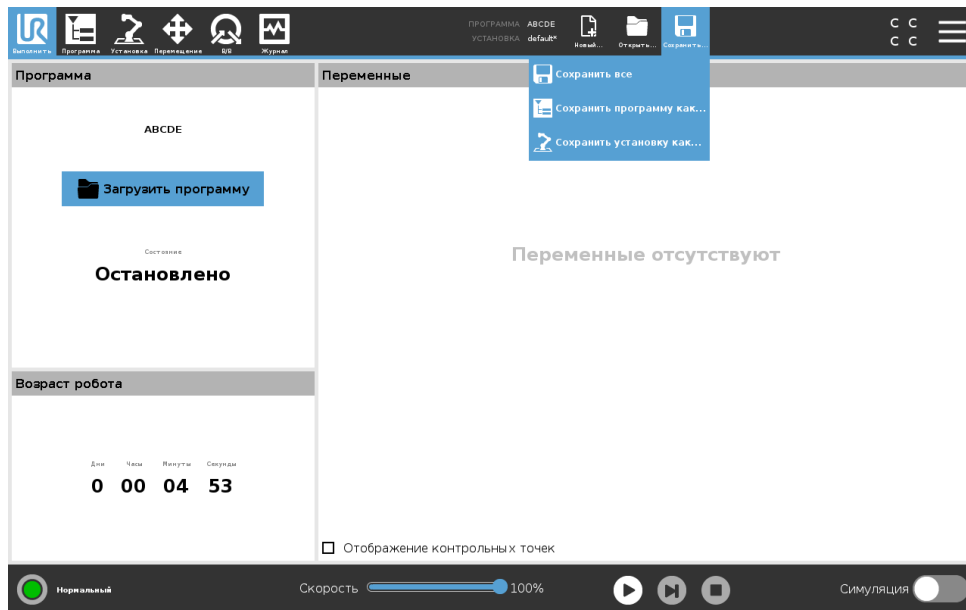 UR
Выполнить Программа Установка Перемещение В/В Журнал
ПРОГРАММА ABCDE
УСТАНОВКА default*
Новый... Открыть... Сохранить...
C C
C C
Программа
Переменные
Сохранить все
Сохранить программу как...
Сохранить установку как...
ABCDE
Загрузить программу
Состояние
Остановлено
Переменные отсутствуют
Возраст робота
Дни Часы Минуты Секунды
0 00 04 53
Отображение контрольных точек
Нормальный
Скорость 100%
Симуляция